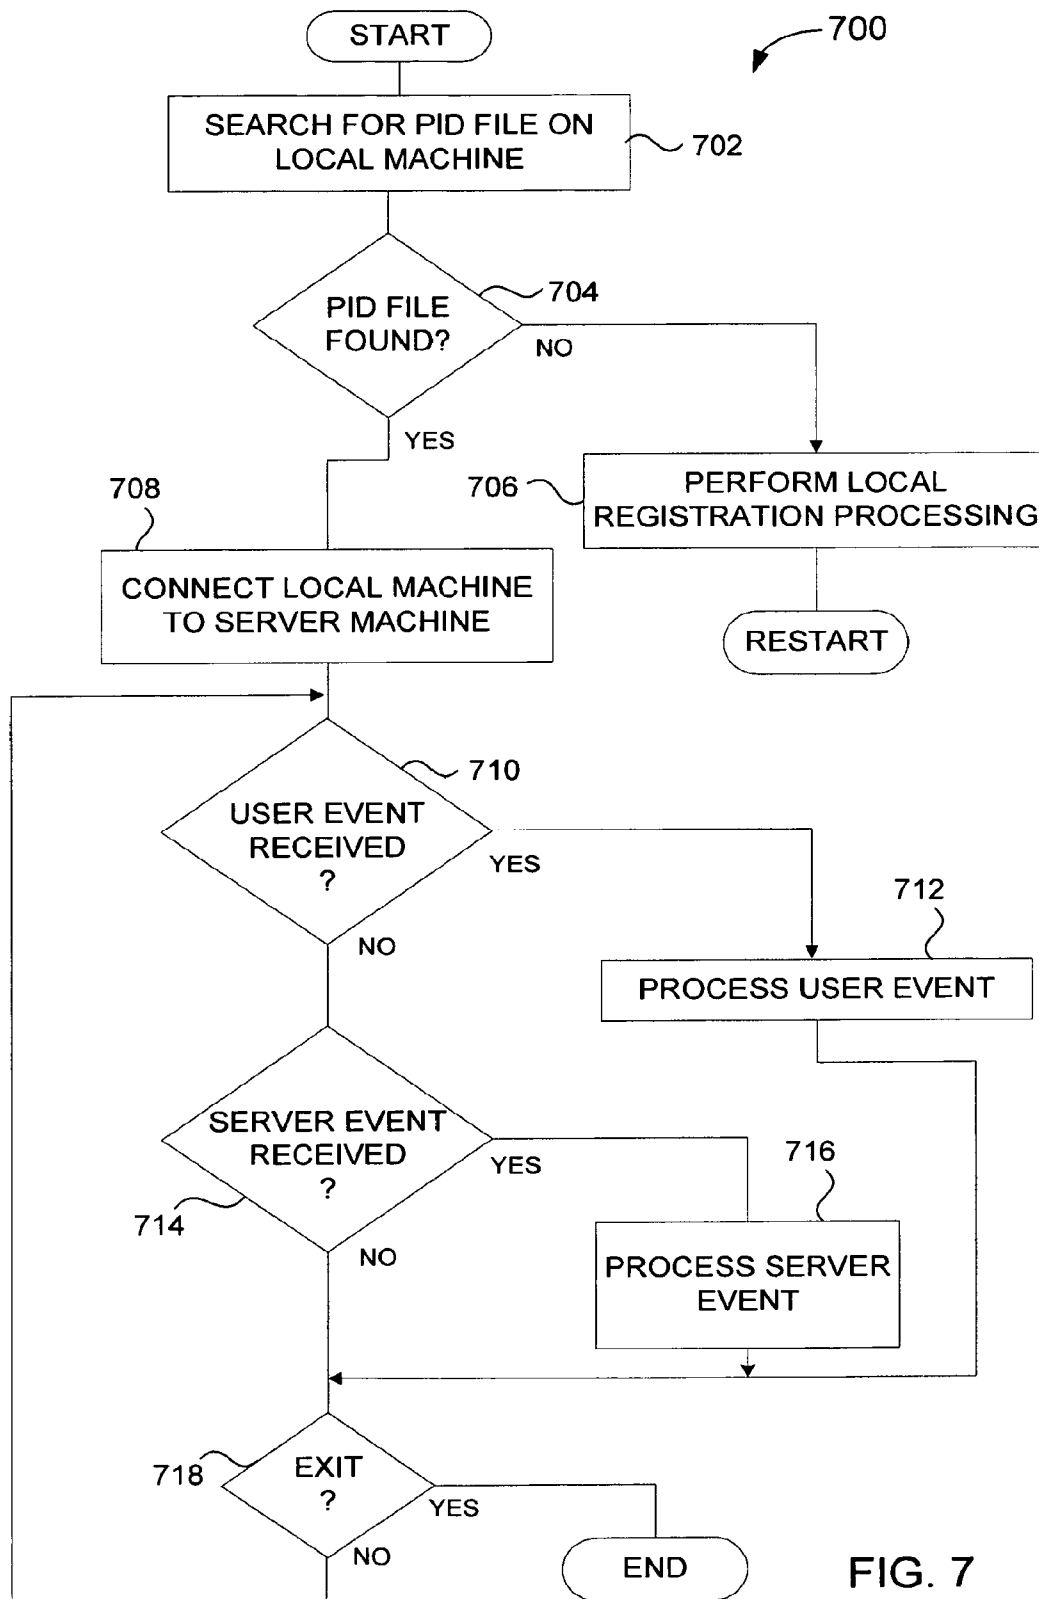 START
700
SEARCH FOR PID FILE ON
LOCAL MACHINE
702
704
PID FILE
FOUND?
NO
YES
708
706
PERFORM LOCAL
REGISTRATION PROCESSING
CONNECT LOCAL MACHINE
TO SERVER MACHINE
RESTART
710
USER EVENT
RECEIVED
?
YES
NO
712
PROCESS USER EVENT
SERVER EVENT
RECEIVED
?
YES
714
NO
716
PROCESS SERVER
EVENT
718
EXIT
?
YES
NO
END
FIG. 7